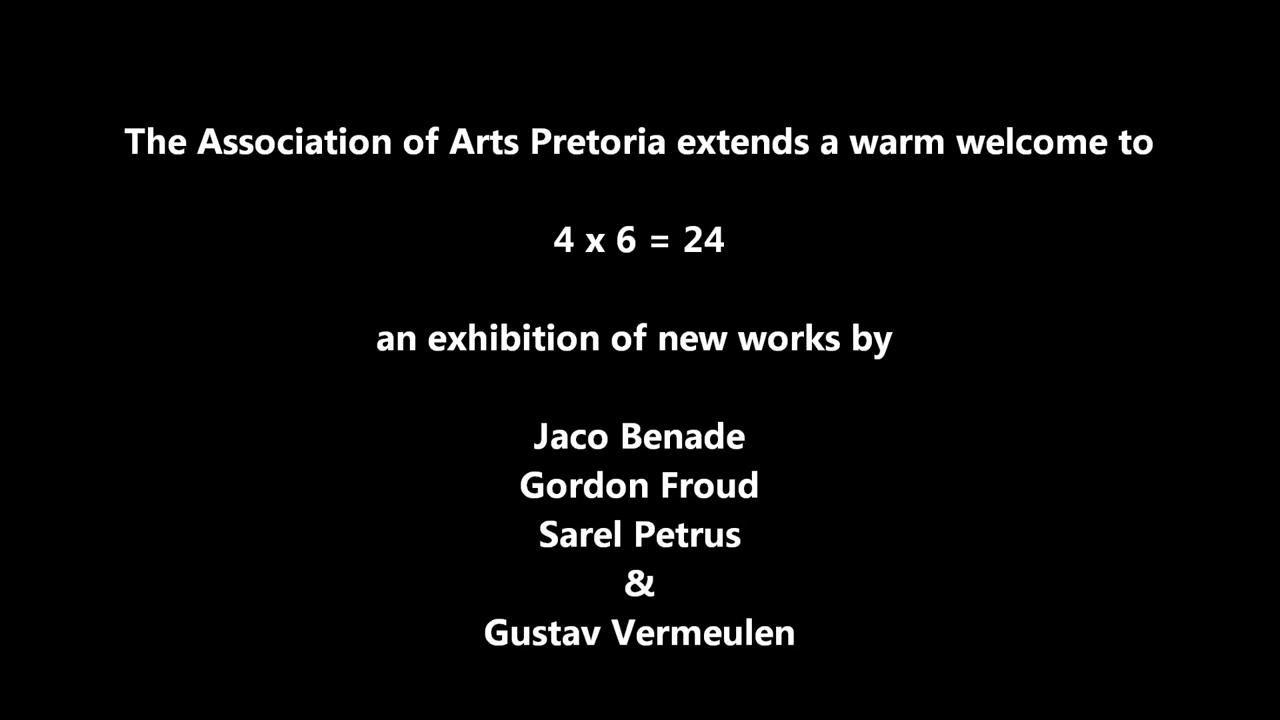 The Association of Arts Pretoria extends a warm welcome to
4 x 6 = 24
an exhibition of new works by
Jaco Benade
Gordon Froud
Sarel Petrus
&
Gustav Vermeulen